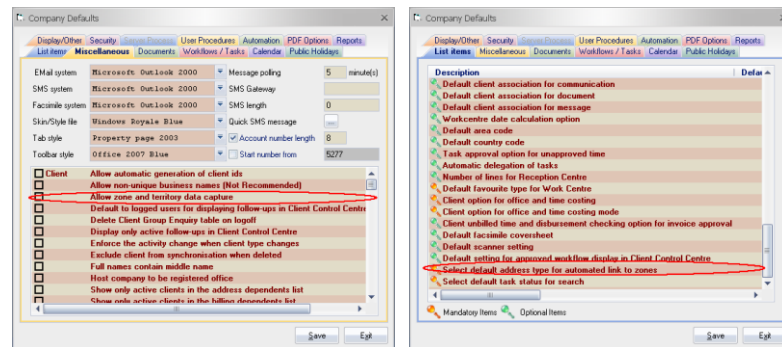 Company Defaults
Display/Other Security User Procedures Automation PDF Options Reports
List items Miscellaneous Documents Workflows / Tasks Calendar Public Holidays
EMail system Microsoft Outlook 2000 Message polling 5 minute(s)
SMS system Microsoft Outlook 2000 SMS Gateway
Facsimile system Microsoft Outlook 2000 SMS length 0
Skin/Style file Windows Royale Blue Quick SMS message ...
Tab style Property page 2003 Account number length 8
Toolbar style Office 2007 Blue Start number from 5277
Client Allow automatic generation of client ids
Allow non-unique business names (Not Recommended)
Allow zone and territory data capture
Default to logged users for displaying follow-ups in Client Control Centre
Delete Client Group Enquiry table on logoff
Display only active follow-ups in Client Control Centre
Enforce the activity change when client type changes
Exclude client from synchronisation when deleted
Full names contain middle name
Host company to be registered office
Show only active clients in the address dependents list
Show only active clients in the billing dependents list
Save Exit
Company Defaults
Display/Other Security User Procedures Automation PDF Options Reports
List items Miscellaneous Documents Workflows / Tasks Calendar Public Holidays
Description Defau
Default client association for communication
Default client association for document
Default client association for message
Workcentre date calculation option
Default area code
Default country code
Task approval option for unapproved time
Automatic delegation of tasks
Number of lines for Reception Centre
Default favourite type for Work Centre
Client option for office and time costing
Client option for office and time costing mode
Client unbilled time and disbursement checking option for invoice approval
Default facsimile coversheet
Default scanner setting
Default setting for approved workflow display in Client Control Centre
Select default address type for automated link to zones
Select default task status for search
Mandatory Items Optional Items
Save Exit